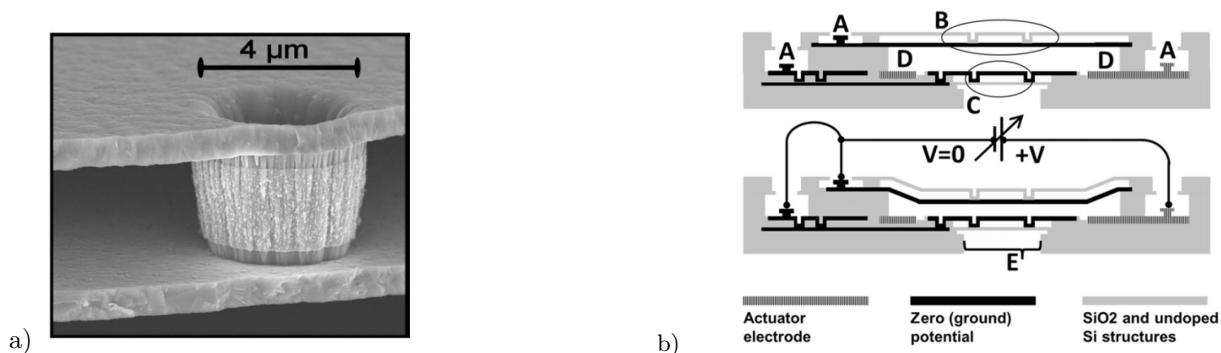 4 µm
a)
B
A
A
D
D
A
C
V=0 +V
E
Actuator
electrode
Zero (ground)
potential
SiO2 and undoped
Si structures
b)